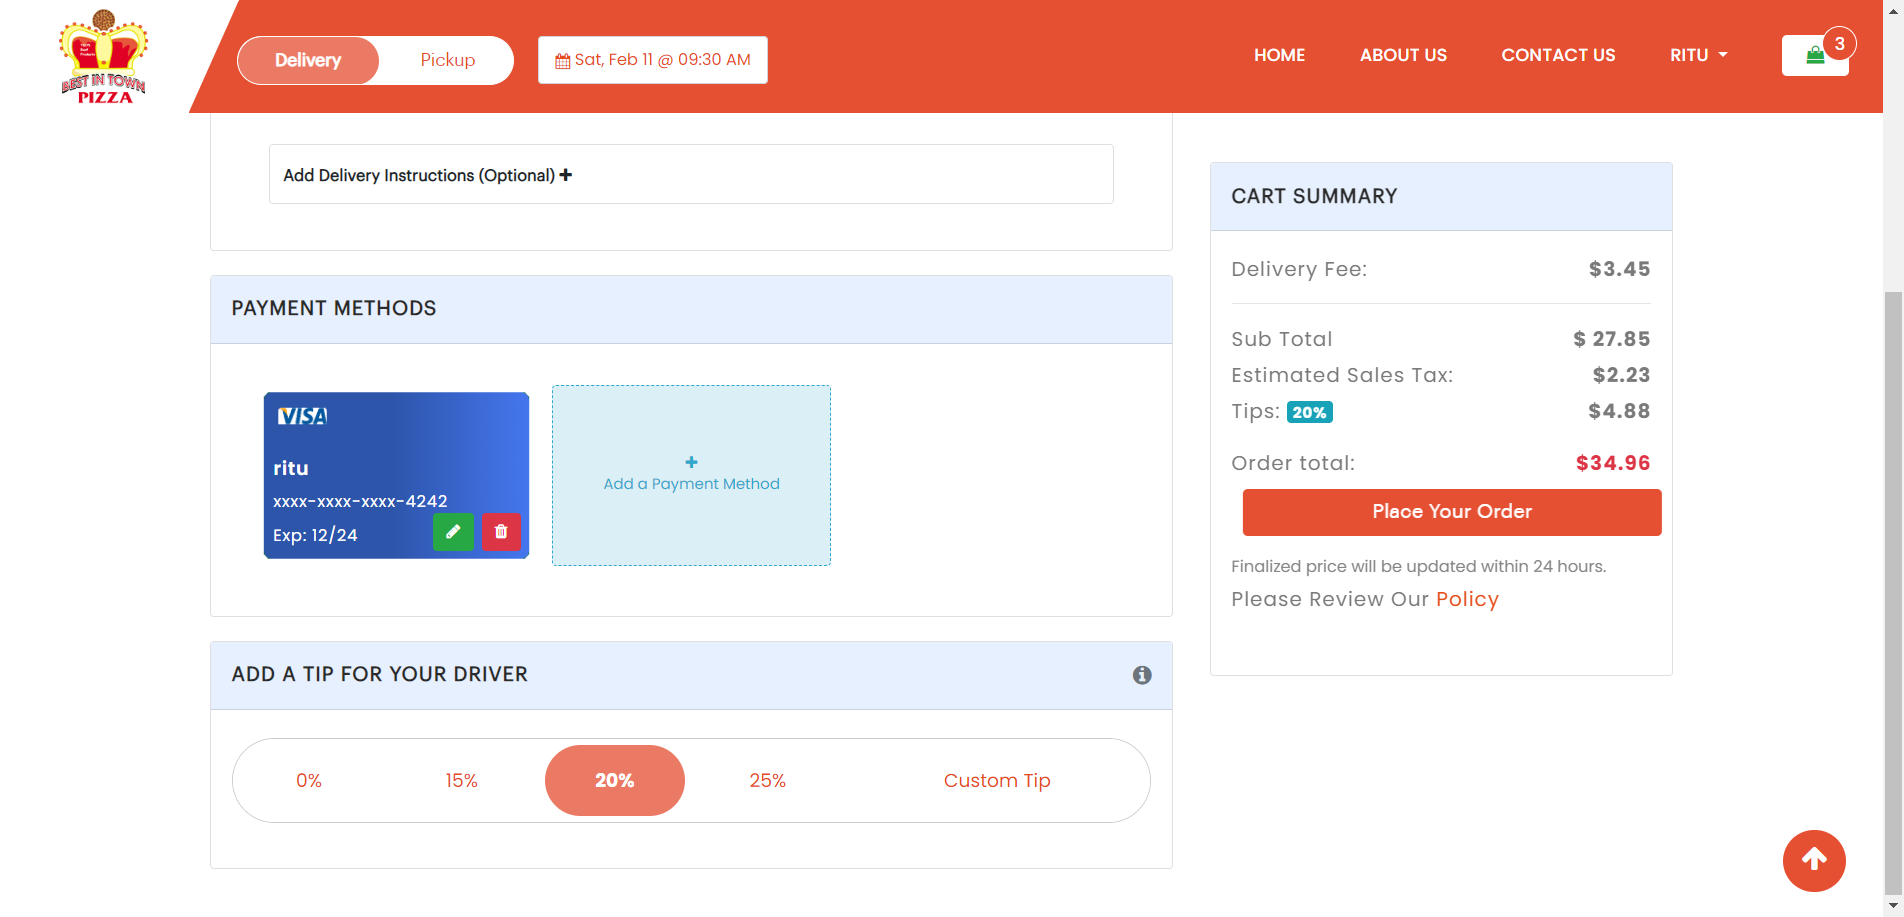 BEST IN TOWN
PIZZA
Delivery
Pickup
Sat, Feb 11 @ 09:30 AM
HOME
ABOUT US
CONTACT US
RITU
3
Add Delivery Instructions (Optional)
PAYMENT METHODS
VISA
ritu
xxxx-xxxx-xxxx-4242
Exp: 12/24
Add a Payment Method
ADD A TIP FOR YOUR DRIVER
0%
15%
20%
25%
Custom Tip
CART SUMMARY
Delivery Fee: $3.45
Sub Total $ 27.85
Estimated Sales Tax: $2.23
Tips: 20% $4.88
Order total: $34.96
Place Your Order
Finalized price will be updated within 24 hours.
Please Review Our Policy